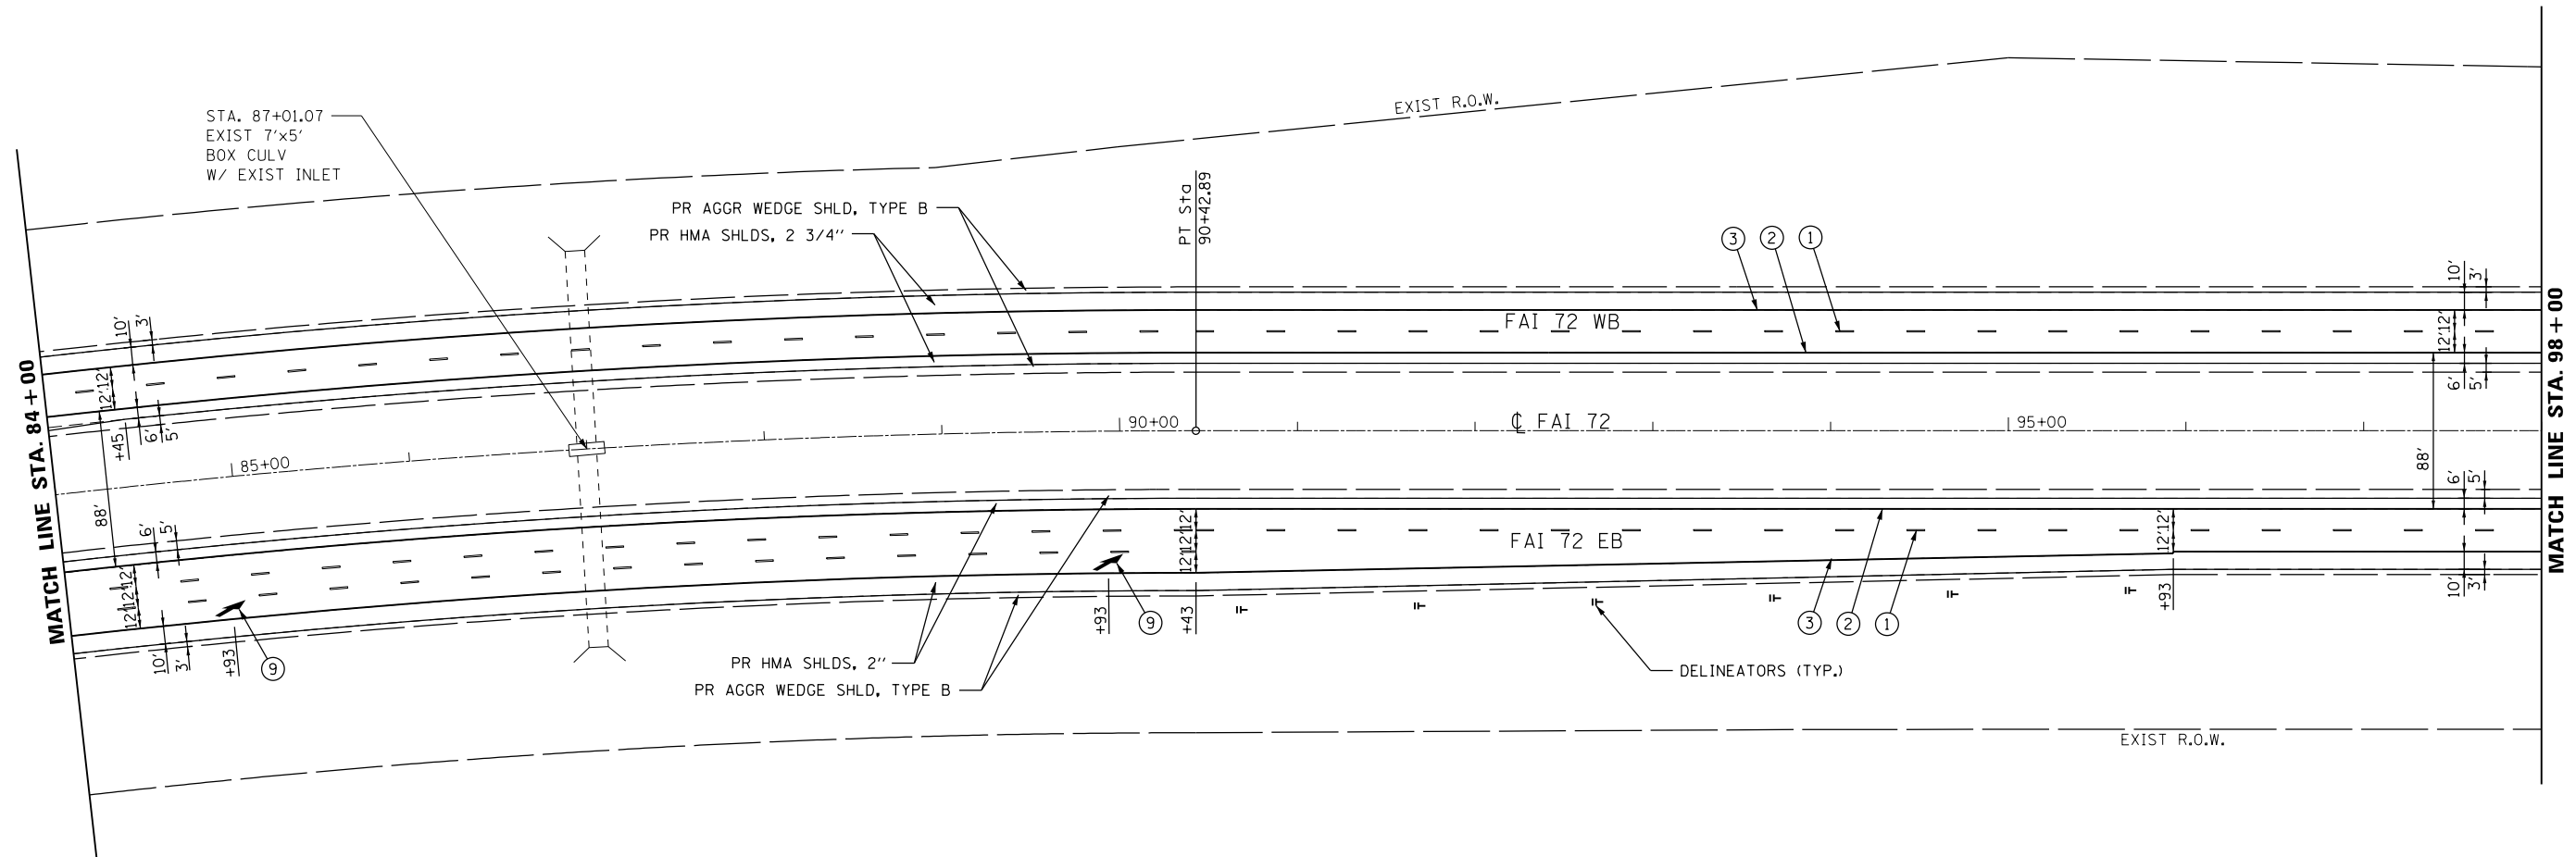 EXIST R.O.W.
STA. 87+01.07
EXIST 7'x5'
BOX CULV
W/ EXIST INLET
PT Sta
90+42.89
PR AGGR WEDGE SHLD, TYPE B
PR HMA SHLDS, 2 3/4"
3
2
1
10'
3'
10'
3'
FAI 72 WB
12'
12'
12'
12'
6'
5'
6'
5'
+45
MATCH LINE STA. 84+00
MATCH LINE STA. 98+00
85+00
90+00
℄ FAI 72
95+00
88'
88'
6'
5'
6'
5'
12'
12'
12'
12'
12'
12'
FAI 72 EB
12'
12'
10'
3'
+93
9
+93
9
+43
3
2
1
+93
10'
3'
PR HMA SHLDS, 2"
PR AGGR WEDGE SHLD, TYPE B
DELINEATORS (TYP.)
EXIST R.O.W.